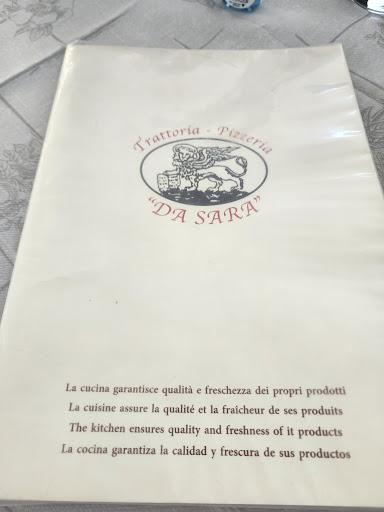 Trattoria - Pizzeria
"DA SARA"
La cucina garantisce qualità e freschezza dei propri prodotti
La cuisine assure la qualité et la fraîcheur de ses produits
The kitchen ensures quality and freshness of it products
La cocina garantiza la calidad y frescura de sus productos